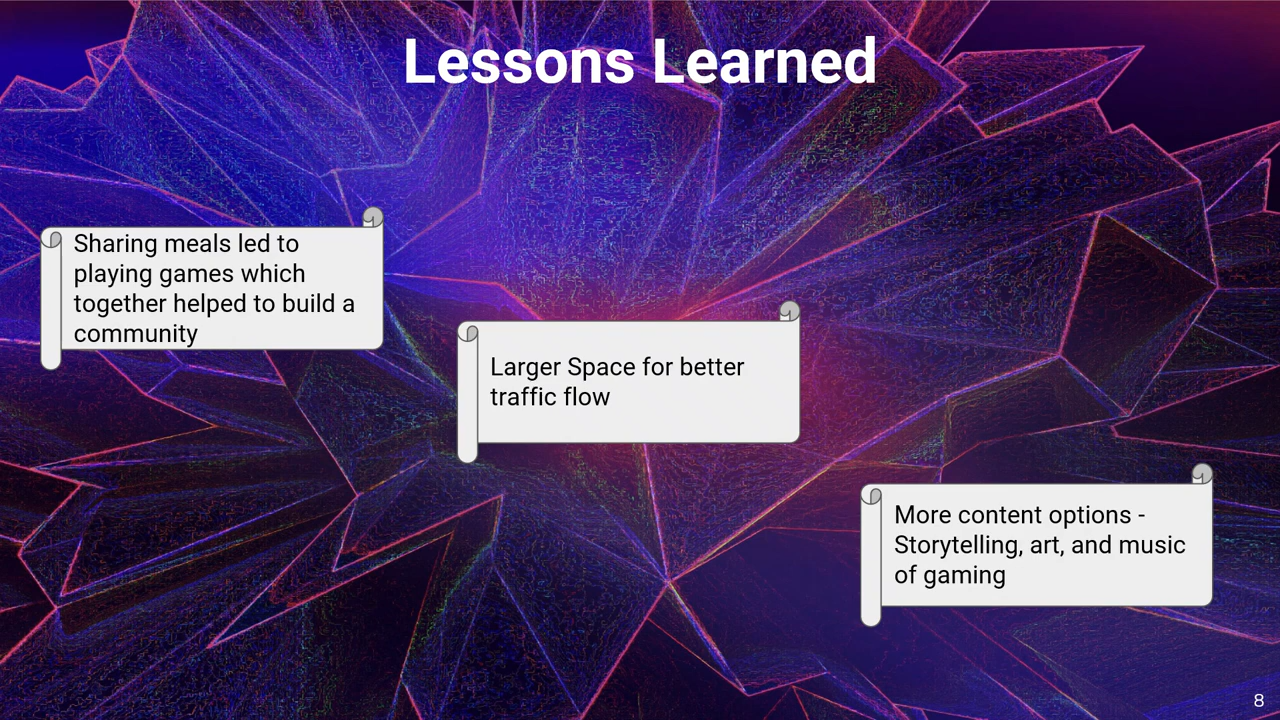 Lessons Learned
Sharing meals led to
playing games which
together helped to build a
community
Larger Space for better
traffic flow
More content options -
Storytelling, art, and music
of gaming
8